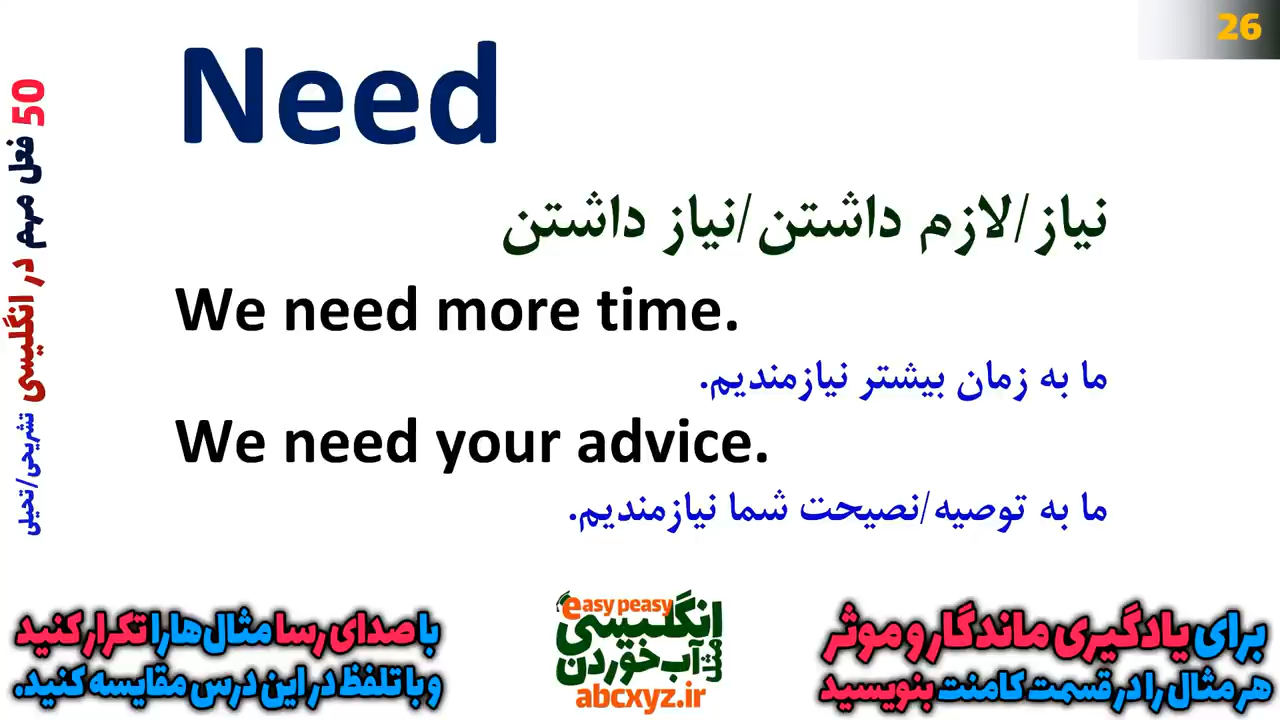 26
Need
نیاز/لازم داشتن/نیاز داشتن
We need more time.
ما به زمان بیشتر نیازمندیم.
We need your advice.
ما به توصیه/نصیحت شما نیازمندیم.
50 فعل مهم در انگلیسی تشریحی/تحیلی
برای یادگیری ماندگار و موثر
هر مثال را در قسمت کامنت بنویسید
easy peasy
انگلیسی
مثل آب خوردن
abcxyz.ir
با صدای رسا مثال‌ها را تکرار کنید
و با تلفظ در این درس مقایسه کنید.